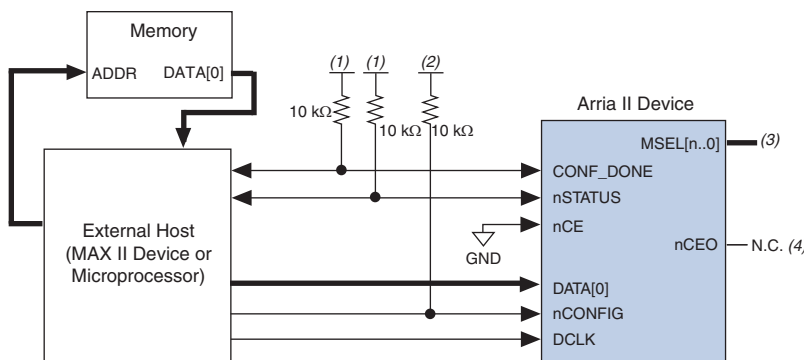 Memory
ADDR DATA[0]
(1) (1) (2)
10 kΩ 10 kΩ 10 kΩ
Arria II Device
MSEL[n..0] (3)
CONF_DONE
nSTATUS
nCE
GND
nCEO N.C. (4)
External Host
(MAX II Device or
Microprocessor)
DATA[0]
nCONFIG
DCLK